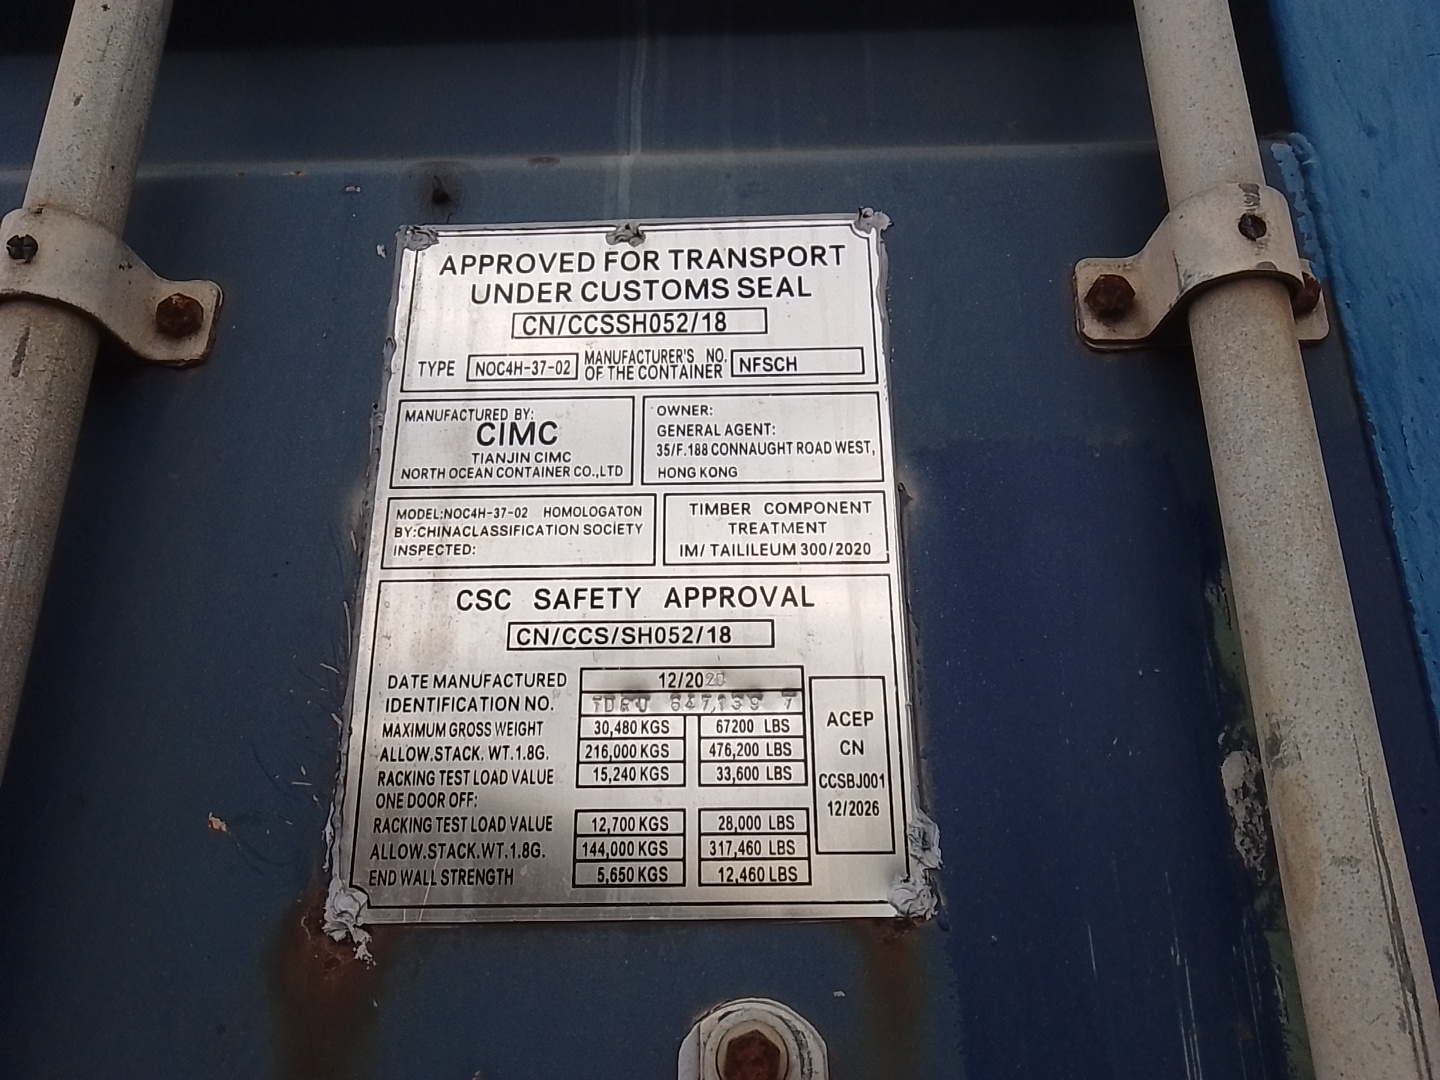 APPROVED FOR TRANSPORT
UNDER CUSTOMS SEAL
CN/CCSSH052/18
TYPE NOC4H-37-02 MANUFACTURER'S NO. OF THE CONTAINER NFSCH
MANUFACTURED BY:
CIMC
TIANJIN CIMC
NORTH OCEAN CONTAINER CO.,LTD
OWNER:
GENERAL AGENT:
35/F.188 CONNAUGHT ROAD WEST,
HONG KONG
MODEL:NOC4H-37-02 HOMOLOGATON
BY:CHINACLASSIFICATION SOCIETY
INSPECTED:
TIMBER COMPONENT
TREATMENT
IM/ TAILILEUM 300/2020
CSC SAFETY APPROVAL
CN/CCS/SH052/18
DATE MANUFACTURED 12/2020
IDENTIFICATION NO.
MAXIMUM GROSS WEIGHT 30,480 KGS 67200 LBS
ALLOW.STACK. WT.1.8G. 216,000 KGS 476,200 LBS
RACKING TEST LOAD VALUE 15,240 KGS 33,600 LBS
ONE DOOR OFF:
RACKING TEST LOAD VALUE 12,700 KGS 28,000 LBS
ALLOW.STACK.WT.1.8G. 144,000 KGS 317,460 LBS
END WALL STRENGTH 5,650 KGS 12,460 LBS
ACEP
CN
CCSBJ001
12/2026